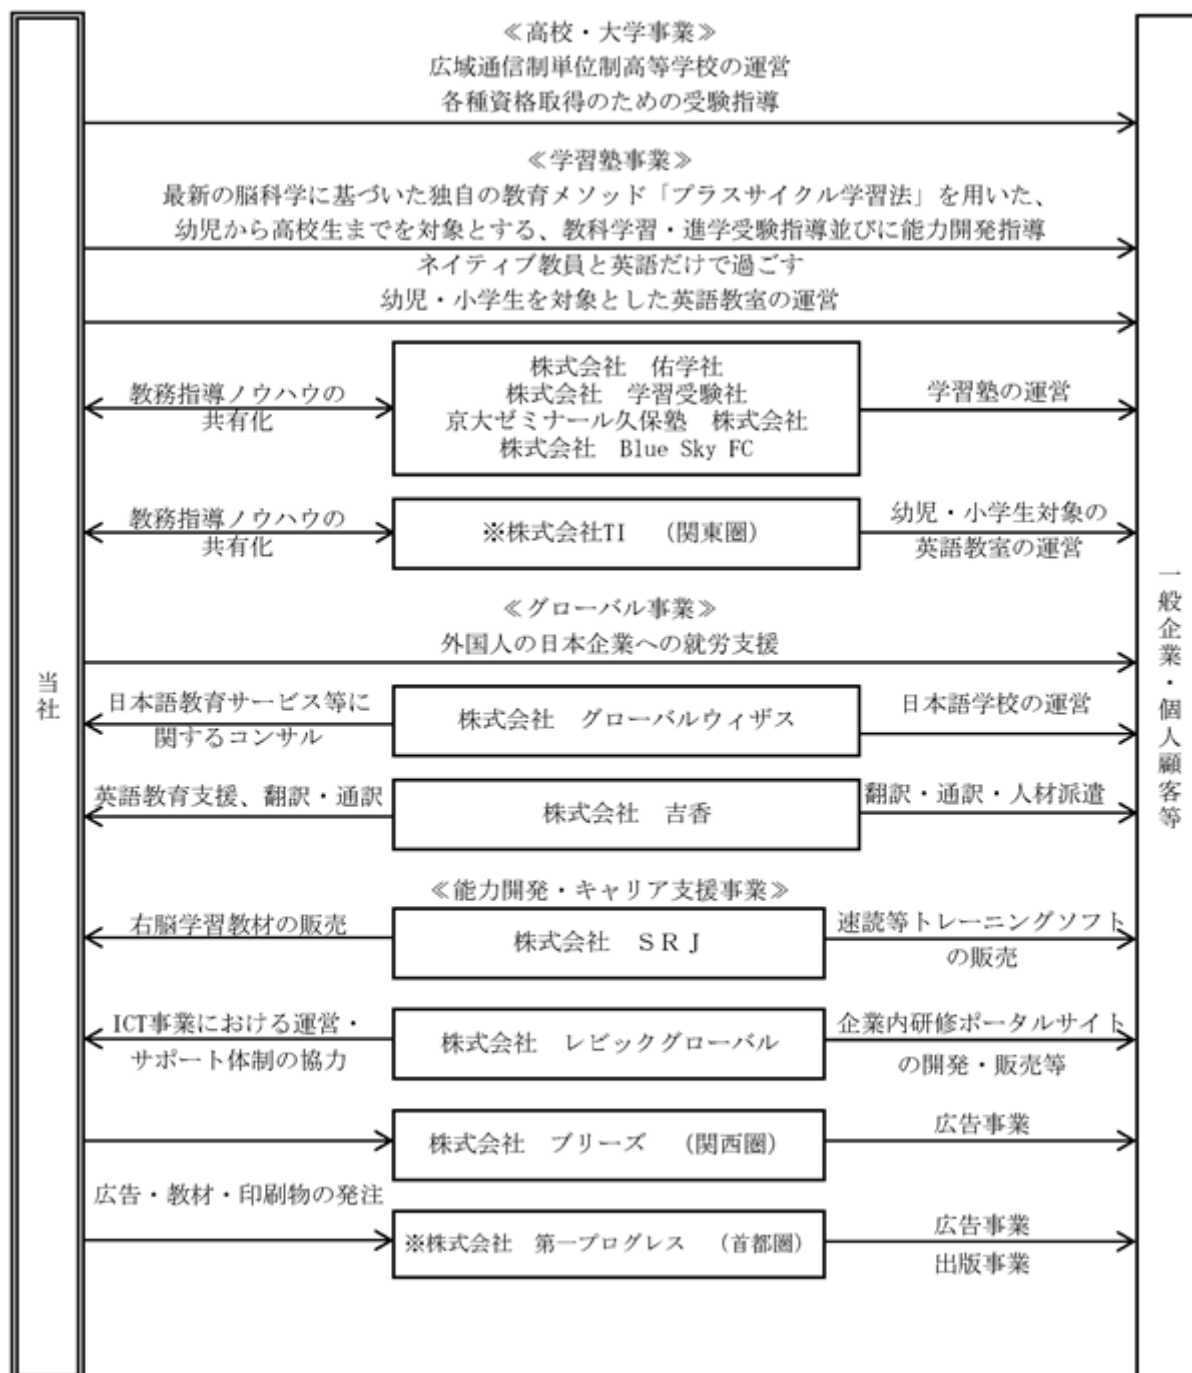 ≪高校・大学事業≫
広域通信制単位制高等学校の運営
各種資格取得のための受験指導
≪学習塾事業≫
最新の脳科学に基づいた独自の教育メソッド「プラスサイクル学習法」を用いた、
幼児から高校生までを対象とする、教科学習・進学受験指導並びに能力開発指導
ネイティブ教員と英語だけで過ごす
幼児・小学生を対象とした英語教室の運営
教務指導ノウハウの
共有化
株式会社　佑学社
株式会社　学習受験社
京大ゼミナール久保塾　株式会社
株式会社　Blue Sky FC
学習塾の運営
教務指導ノウハウの
共有化
※株式会社TI　（関東圏）
幼児・小学生対象の
英語教室の運営
≪グローバル事業≫
外国人の日本企業への就労支援
当社
一般企業・個人顧客等
日本語教育サービス等に
関するコンサル
株式会社　グローバルウィザス
日本語学校の運営
英語教育支援、翻訳・通訳
株式会社　吉香
翻訳・通訳・人材派遣
≪能力開発・キャリア支援事業≫
右脳学習教材の販売
株式会社　ＳＲＪ
速読等トレーニングソフト
の販売
ICT事業における運営・
サポート体制の協力
株式会社　レビックグローバル
企業内研修ポータルサイト
の開発・販売等
株式会社　ブリーズ　（関西圏）
広告事業
広告・教材・印刷物の発注
※株式会社　第一プログレス　（首都圏）
広告事業
出版事業